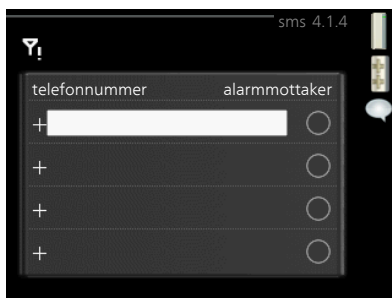 sms 4.1.4
telefonnummer alarmmottaker
+
+
+
+